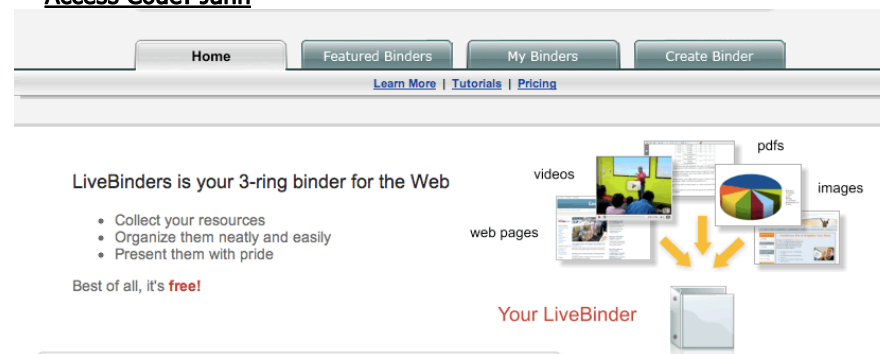 Home Featured Binders My Binders Create Binder
Learn More | Tutorials | Pricing
LiveBinders is your 3-ring binder for the Web
Collect your resources
Organize them neatly and easily
Present them with pride
Best of all, it's free!
videos
pdfs
images
web pages
Your LiveBinder